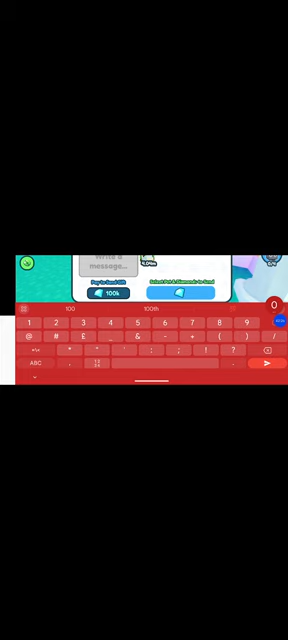 Write a
message...
Pay to Send Gift
Select Pet & Diamonds to Send
100k
100 100th
1 2 3 4 5 6 7 8 9 0
@ # £ _ & - + ( ) /
=\< * " ' : ; ! ?
ABC , .